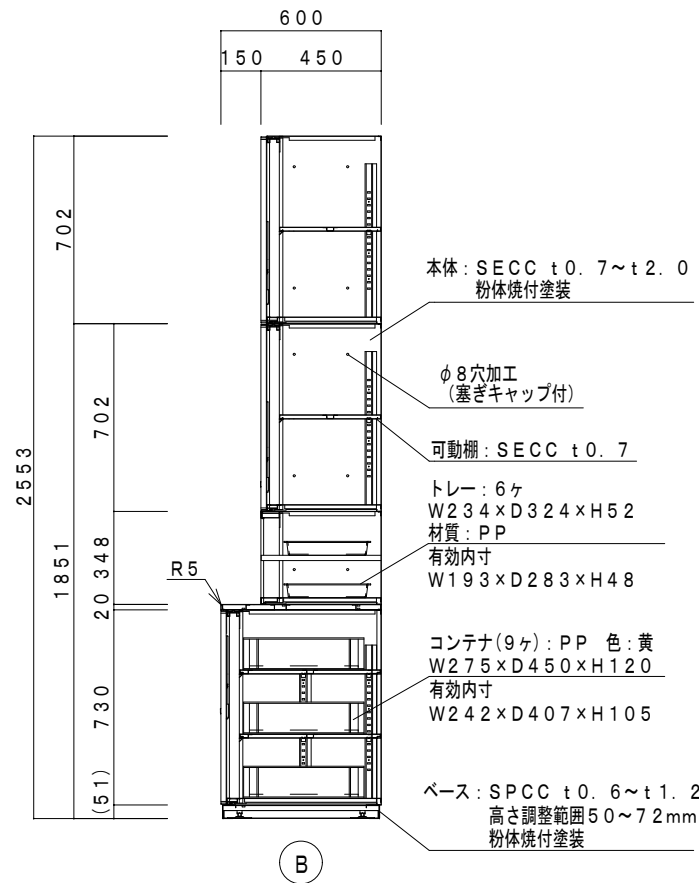 600
150 450
702
702
2553
1851
348
20
730
(51)
R5
本体：SECC t0.7～t2.0
粉体焼付塗装
φ8穴加工
（塞ぎキャップ付）
可動棚：SECC t0.7
トレー：6ヶ
W234×D324×H52
材質：PP
有効内寸
W193×D283×H48
コンテナ(9ヶ)：PP 色：黄
W275×D450×H120
有効内寸
W242×D407×H105
ベース：SPCC t0.6～t1.2
高さ調整範囲50～72mm
粉体焼付塗装
B